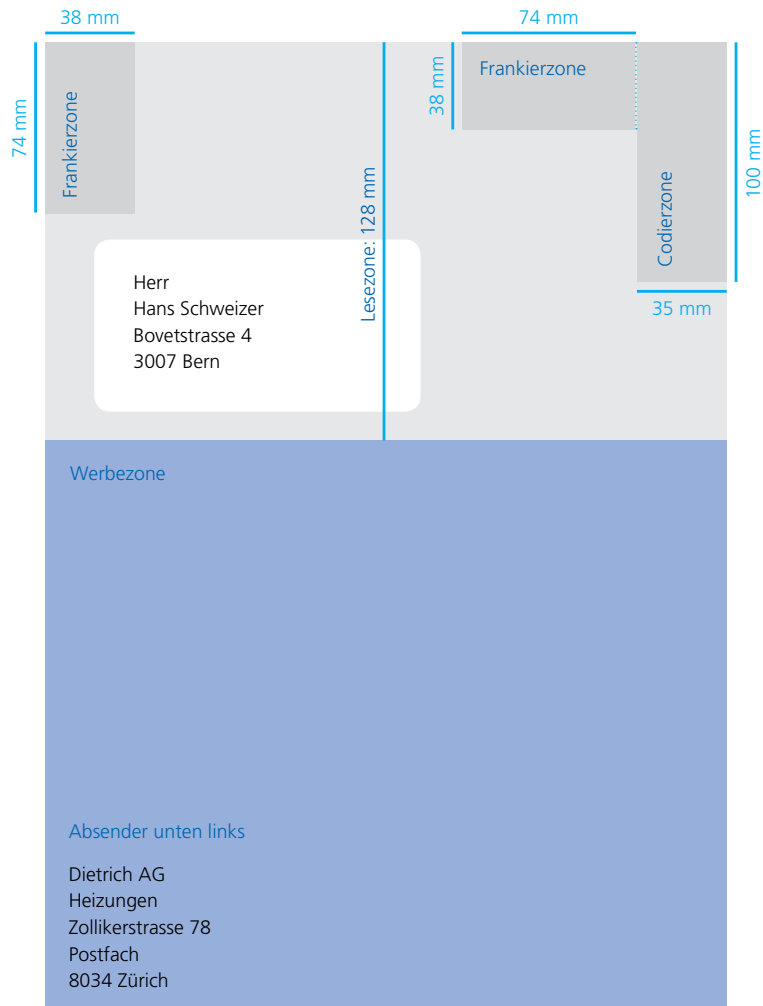 38 mm
74 mm
74 mm
Frankierzone
38 mm
Frankierzone
100 mm
Codierzone
35 mm
Lesezone: 128 mm
Herr
Hans Schweizer
Bovetstrasse 4
3007 Bern
Werbezone
Absender unten links
Dietrich AG
Heizungen
Zollikerstrasse 78
Postfach
8034 Zürich